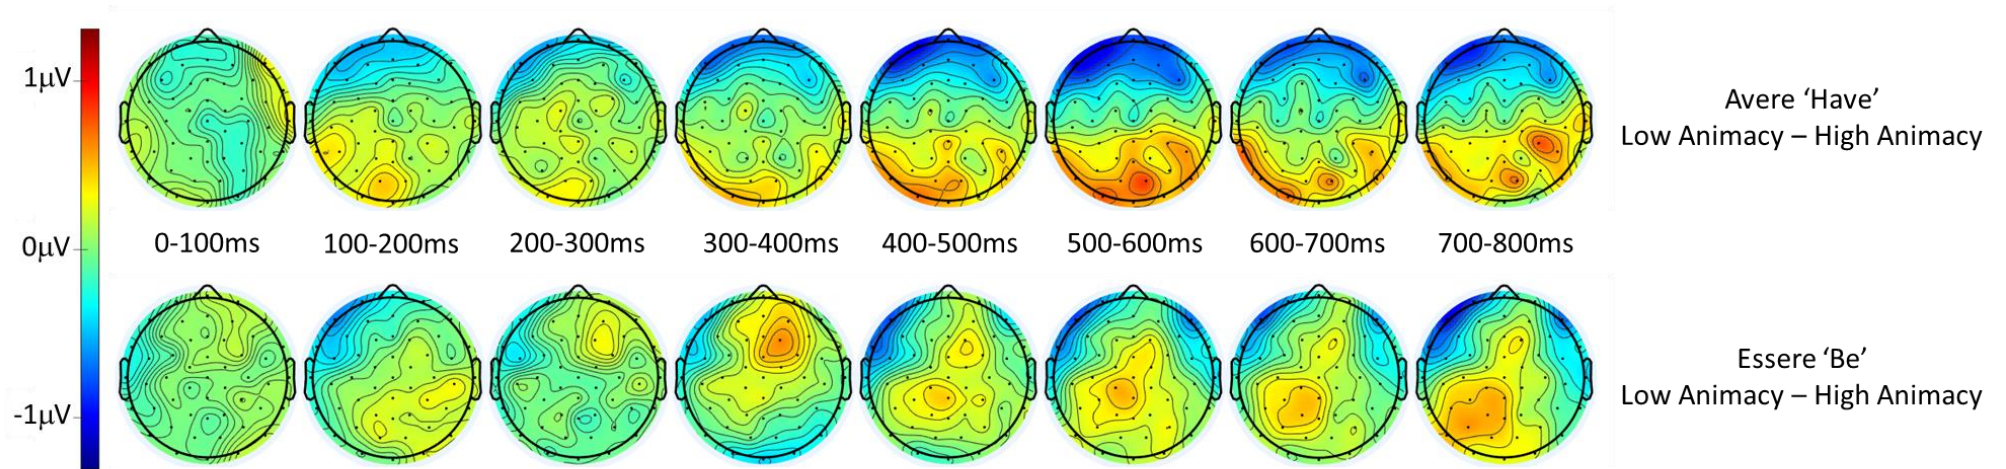 1μV
0μV
-1μV
Avere ‘Have’
Low Animacy – High Animacy
0-100ms
100-200ms
200-300ms
300-400ms
400-500ms
500-600ms
600-700ms
700-800ms
Essere ‘Be’
Low Animacy – High Animacy